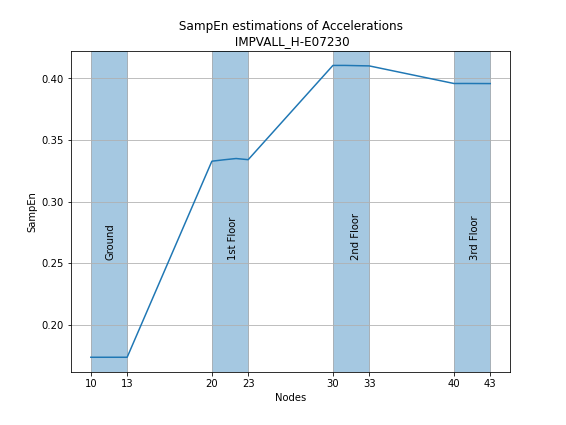 SampEn estimations of Accelerations
IMPVALL_H-E07230
0.40
0.35
0.30
0.25
0.20
SampEn
Ground
1st Floor
2nd Floor
3rd Floor
10
13
20
23
30
33
40
43
Nodes